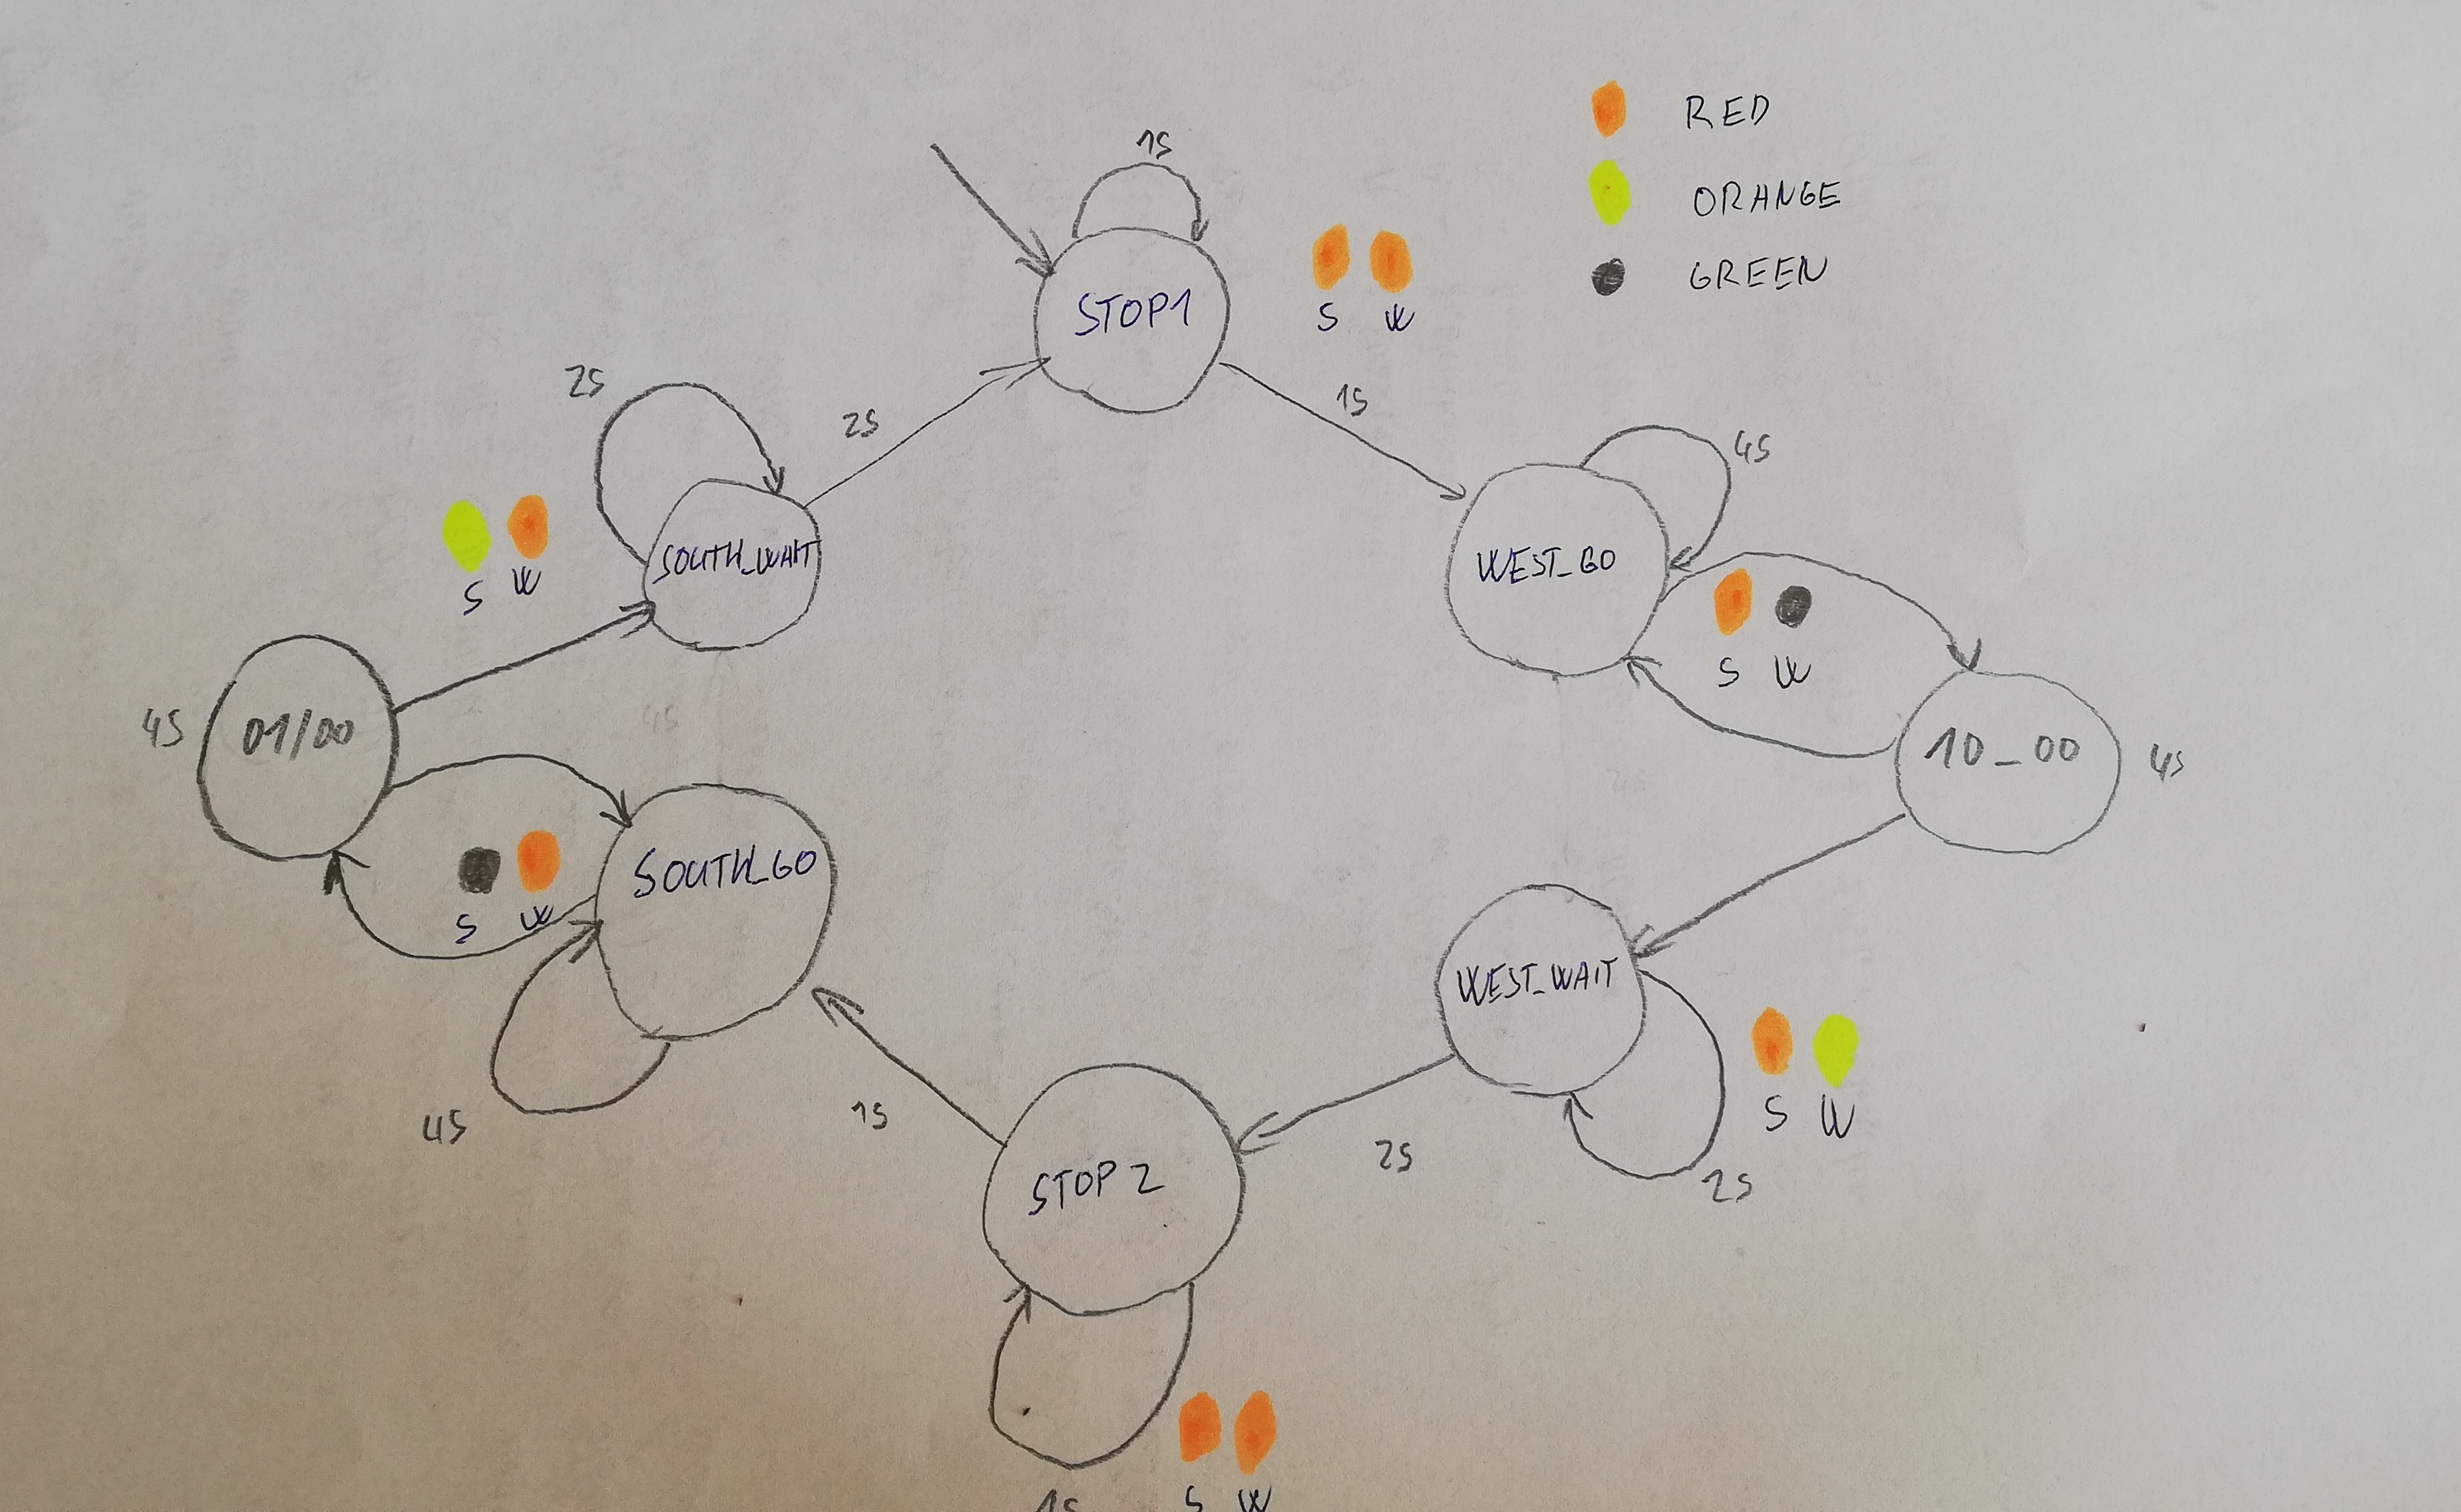 RED
ORANGE
GREEN
1S
STOP1
S W
1S
2S
2S
SOUTH_WAIT
S W
4S
WEST_GO
S W
4S
01/00
10_00
4S
SOUTH_GO
S W
4S
WEST_WAIT
S W
2S
2S
1S
STOP 2
1S
S W